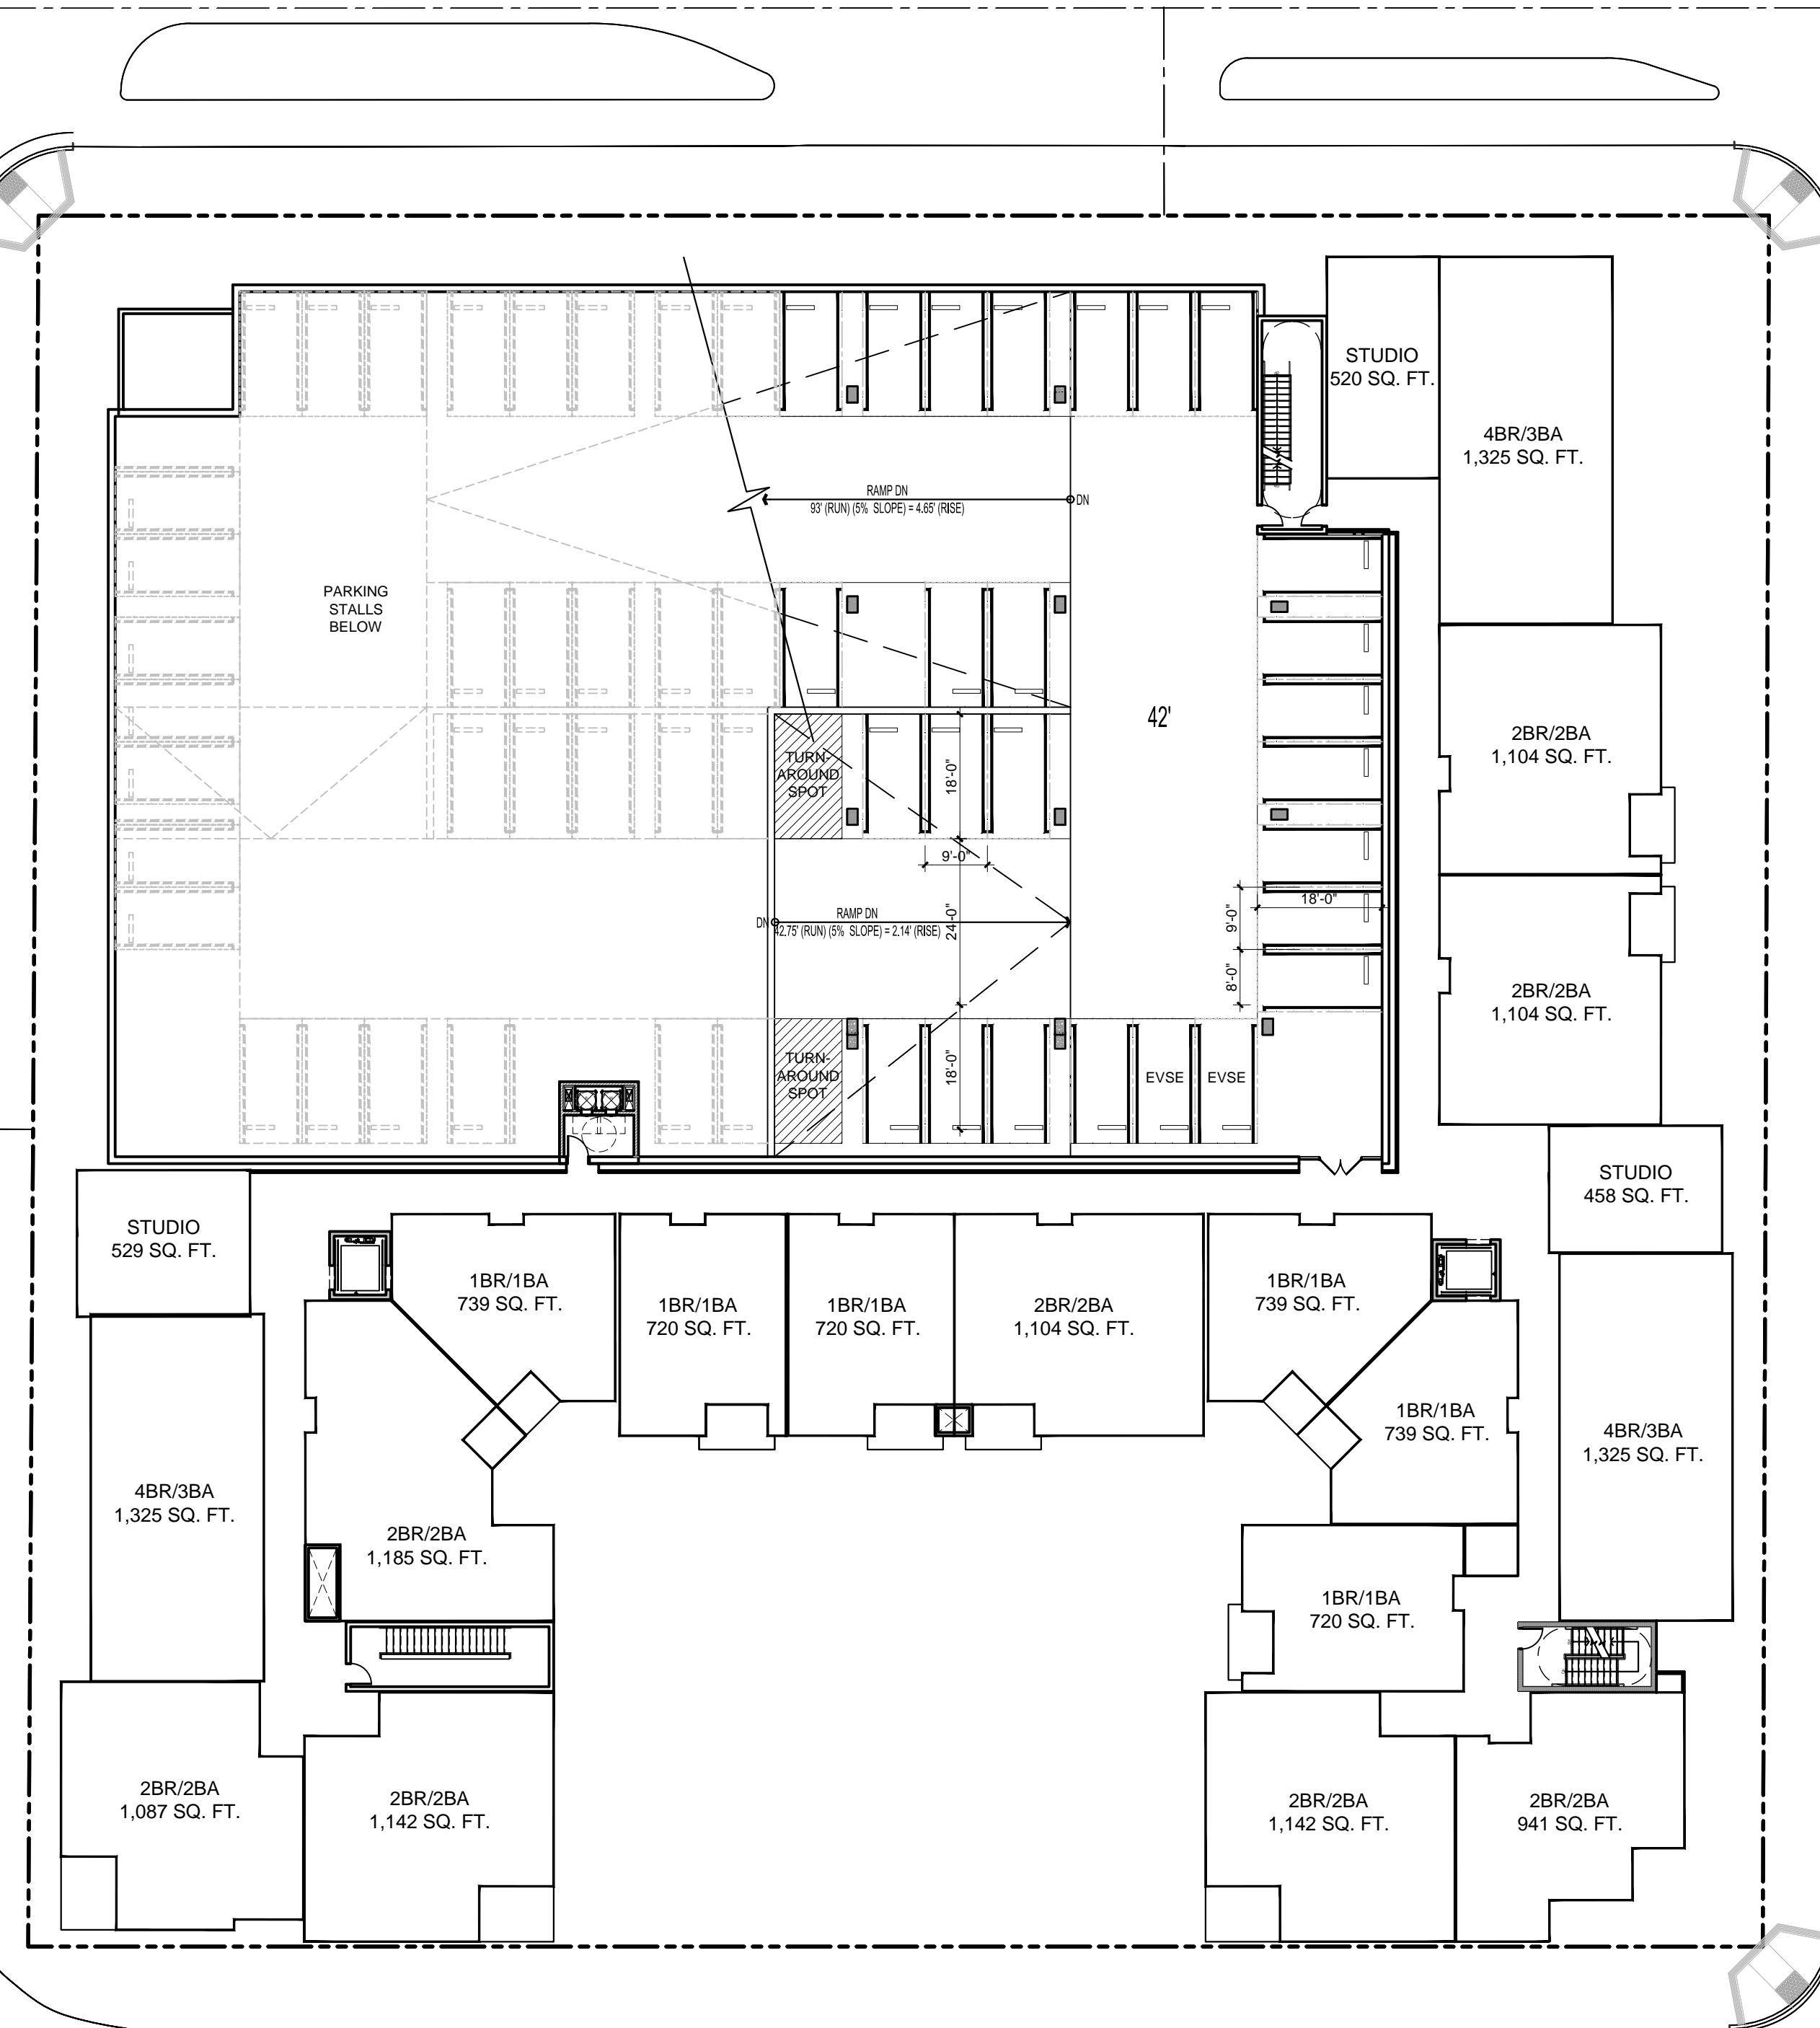 STUDIO
520 SQ. FT.
4BR/3BA
1,325 SQ. FT.
RAMP DN
93' (RUN) (5% SLOPE) = 4.65' (RISE)
DN
PARKING
STALLS
BELOW
42'
2BR/2BA
1,104 SQ. FT.
TURN-
AROUND
SPOT
18'-0"
9'-0"
18'-0"
DN
RAMP DN
42.75' (RUN) (5% SLOPE) = 2.14' (RISE)
24'-0"
9'-0"
8'-0"
2BR/2BA
1,104 SQ. FT.
TURN-
AROUND
SPOT
18'-0"
EVSE
EVSE
STUDIO
458 SQ. FT.
STUDIO
529 SQ. FT.
1BR/1BA
739 SQ. FT.
1BR/1BA
720 SQ. FT.
1BR/1BA
720 SQ. FT.
2BR/2BA
1,104 SQ. FT.
1BR/1BA
739 SQ. FT.
1BR/1BA
739 SQ. FT.
4BR/3BA
1,325 SQ. FT.
4BR/3BA
1,325 SQ. FT.
2BR/2BA
1,185 SQ. FT.
1BR/1BA
720 SQ. FT.
2BR/2BA
1,087 SQ. FT.
2BR/2BA
1,142 SQ. FT.
2BR/2BA
1,142 SQ. FT.
2BR/2BA
941 SQ. FT.